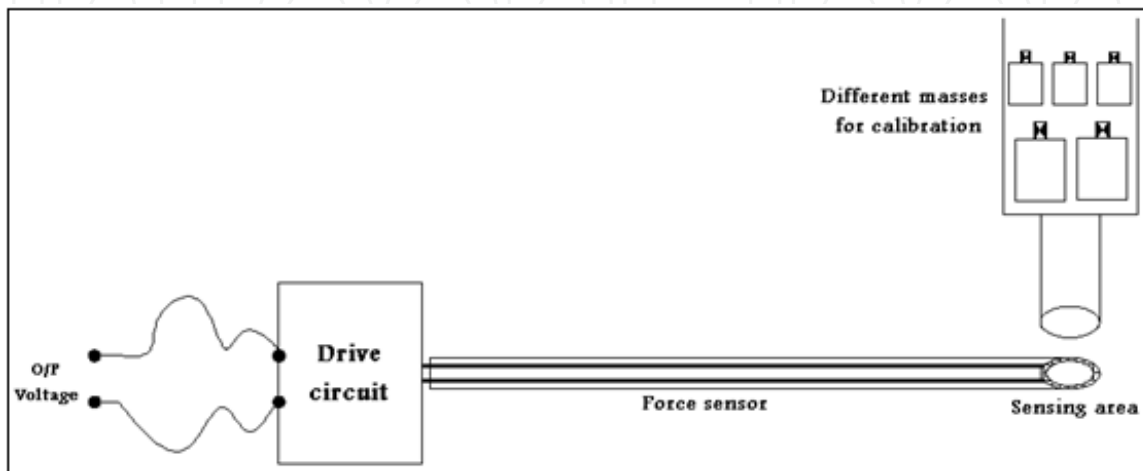 Different masses
for calibration
O/P
Voltage
Drive
circuit
Force sensor
Sensing area